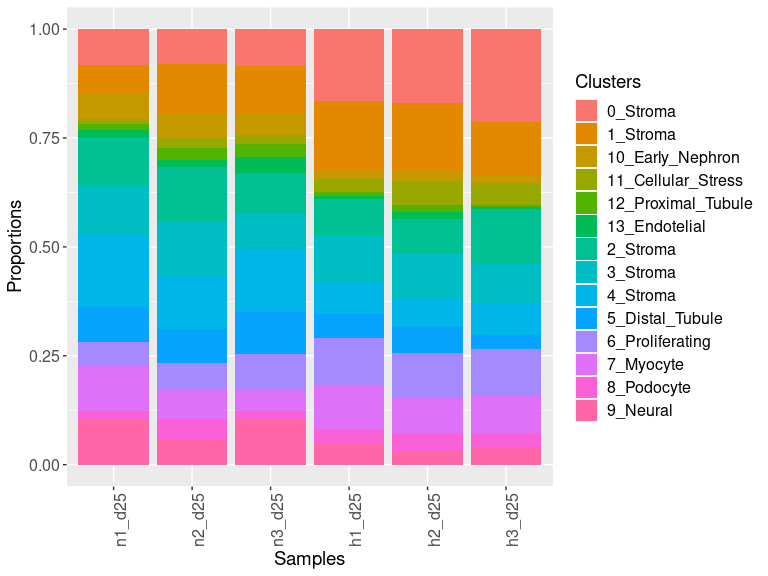 1.00
0.75
0.50
0.25
0.00
Proportions
n1_d25
n2_d25
n3_d25
h1_d25
h2_d25
h3_d25
Samples
Clusters
0_Stroma
1_Stroma
10_Early_Nephron
11_Cellular_Stress
12_Proximal_Tubule
13_Endotelial
2_Stroma
3_Stroma
4_Stroma
5_Distal_Tubule
6_Proliferating
7_Myocyte
8_Podocyte
9_Neural